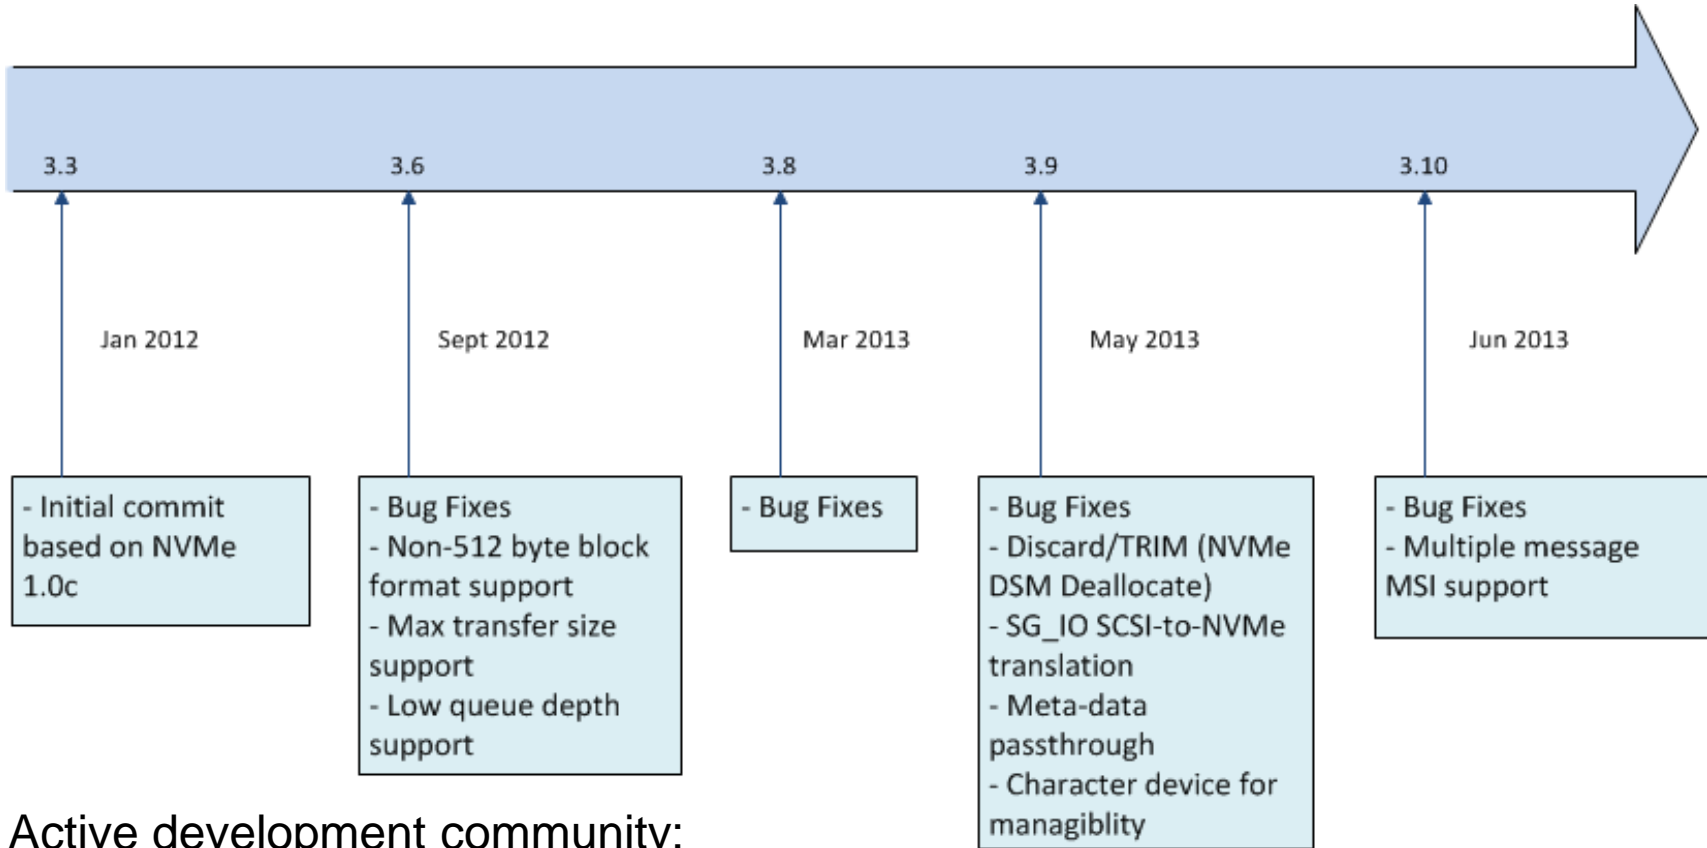 3.3
3.6
3.8
3.9
3.10
Jan 2012
Sept 2012
Mar 2013
May 2013
Jun 2013
- Initial commit
based on NVMe
1.0c
- Bug Fixes
- Non-512 byte block
format support
- Max transfer size
support
- Low queue depth
support
- Bug Fixes
- Bug Fixes
- Discard/TRIM (NVMe
DSM Deallocate)
- SG_IO SCSI-to-NVMe
translation
- Meta-data
passthrough
- Character device for
managiblity
- Bug Fixes
- Multiple message
MSI support
Active development community: